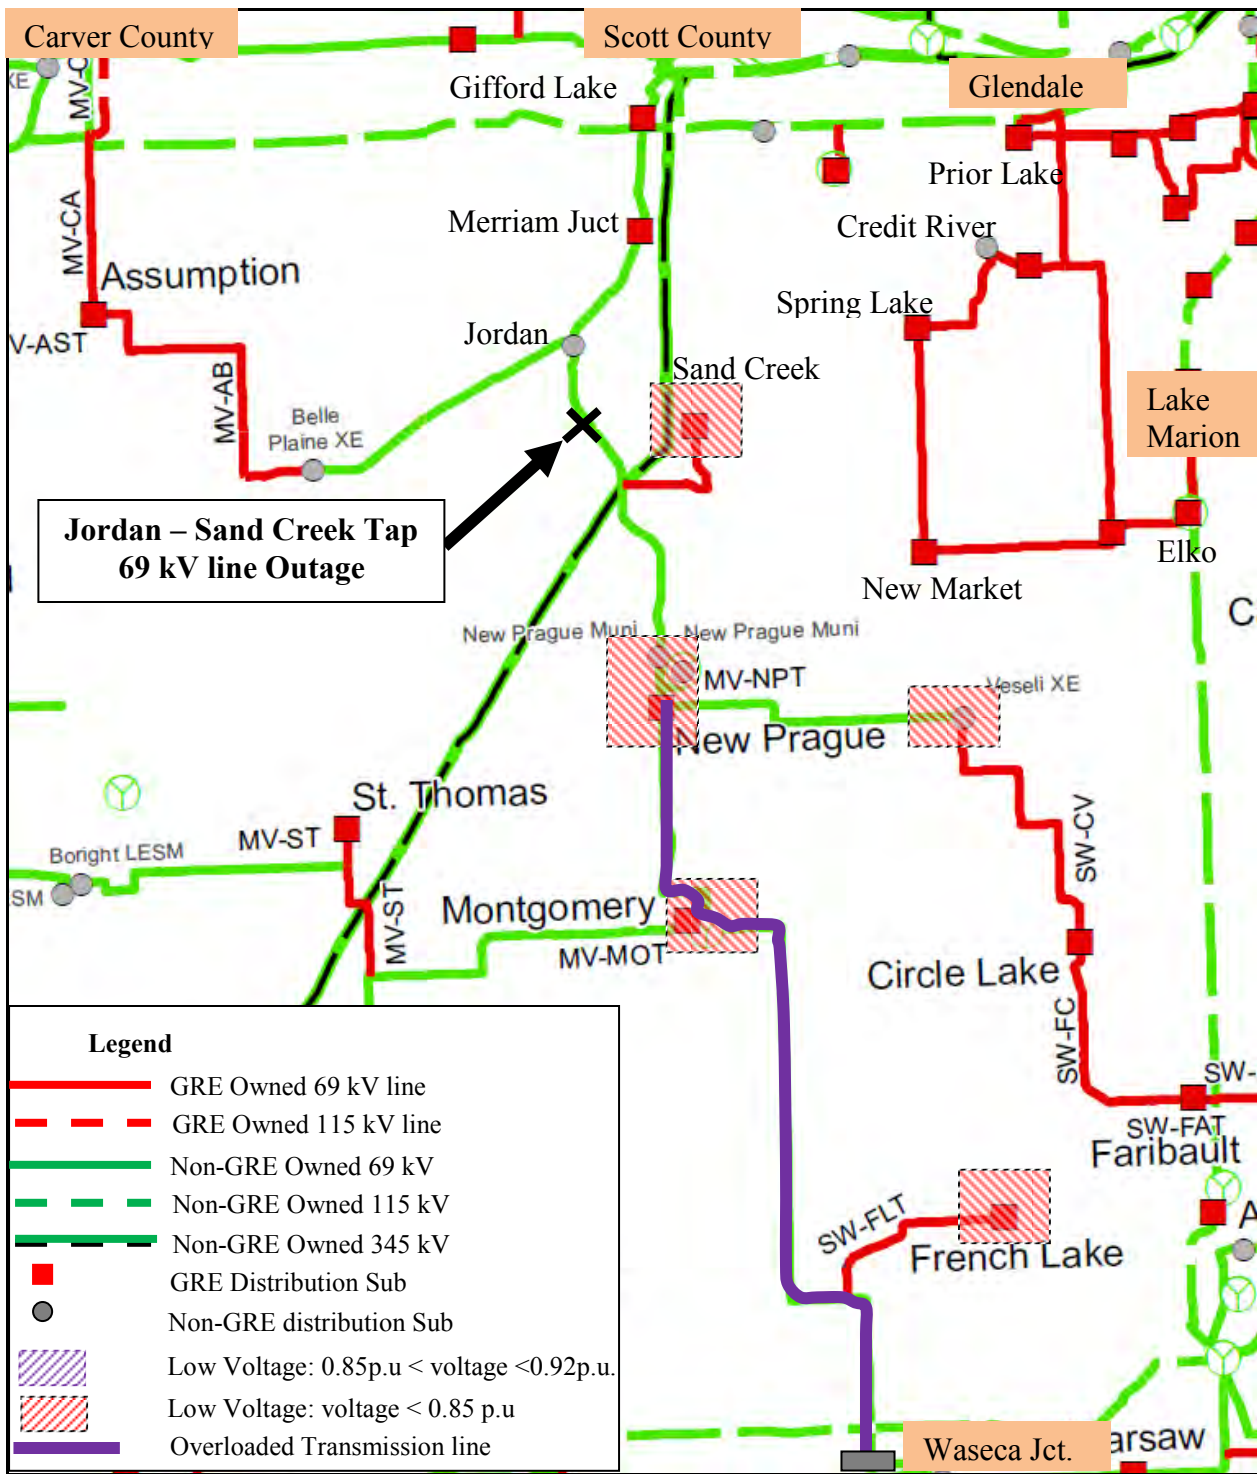 Carver County
Scott County
Gifford Lake
Glendale
XE
MV-C
Prior Lake
Merriam Juct
Credit River
MV-CA
Assumption
Spring Lake
V-AST
Jordan
Sand Creek
MV-AB
Belle
Plaine XE
Lake
Marion
Jordan – Sand Creek Tap
69 kV line Outage
Elko
New Market
C
New Prague Muni
New Prague Muni
MV-NPT
Veseli XE
New Prague
St. Thomas
MV-ST
SW-CV
Boright LESM
SM
MV-ST
Montgomery
MV-MOT
Circle Lake
SW-FC
SW-
SW-FAT
Faribault
SW-FLT
A
French Lake
Waseca Jct.
arsaw
Legend
GRE Owned 69 kV line
GRE Owned 115 kV line
Non-GRE Owned 69 kV
Non-GRE Owned 115 kV
Non-GRE Owned 345 kV
GRE Distribution Sub
Non-GRE distribution Sub
Low Voltage: 0.85p.u < voltage <0.92p.u.
Low Voltage: voltage < 0.85 p.u
Overloaded Transmission line